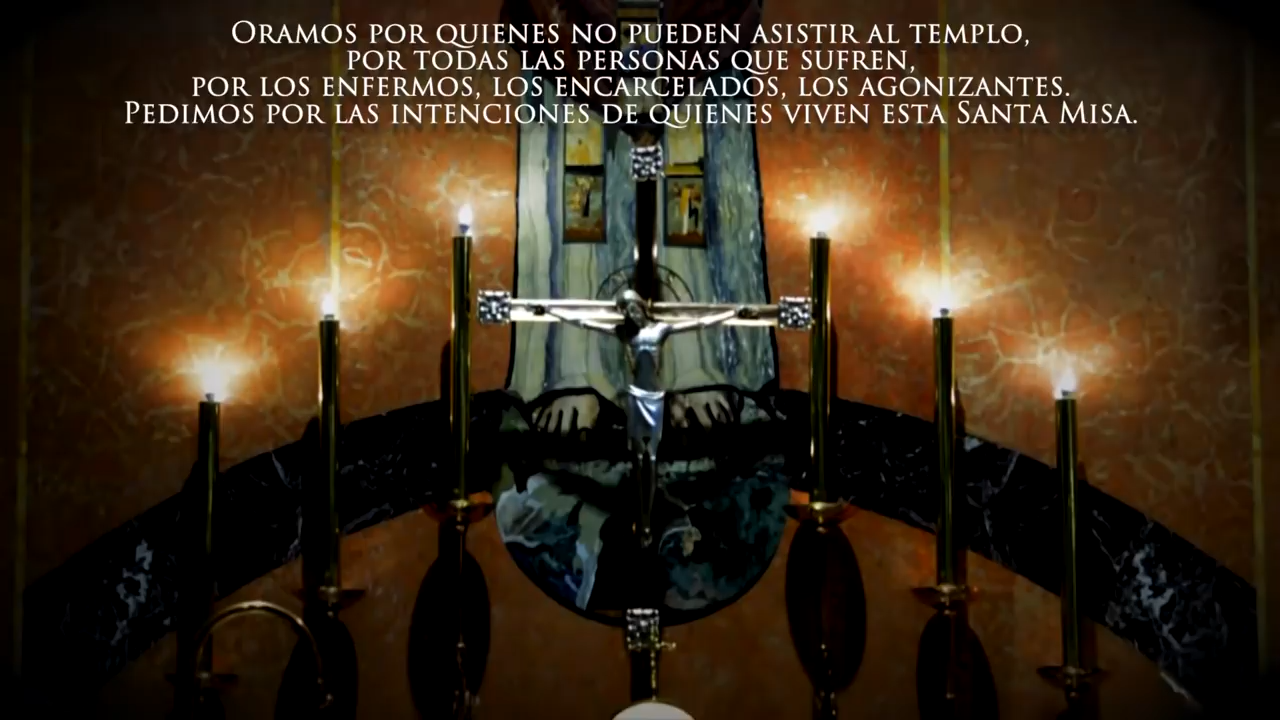 Oramos por quienes no pueden asistir al templo,
por todas las personas que sufren,
por los enfermos, los encarcelados, los agonizantes.
Pedimos por las intenciones de quienes viven esta Santa Misa.